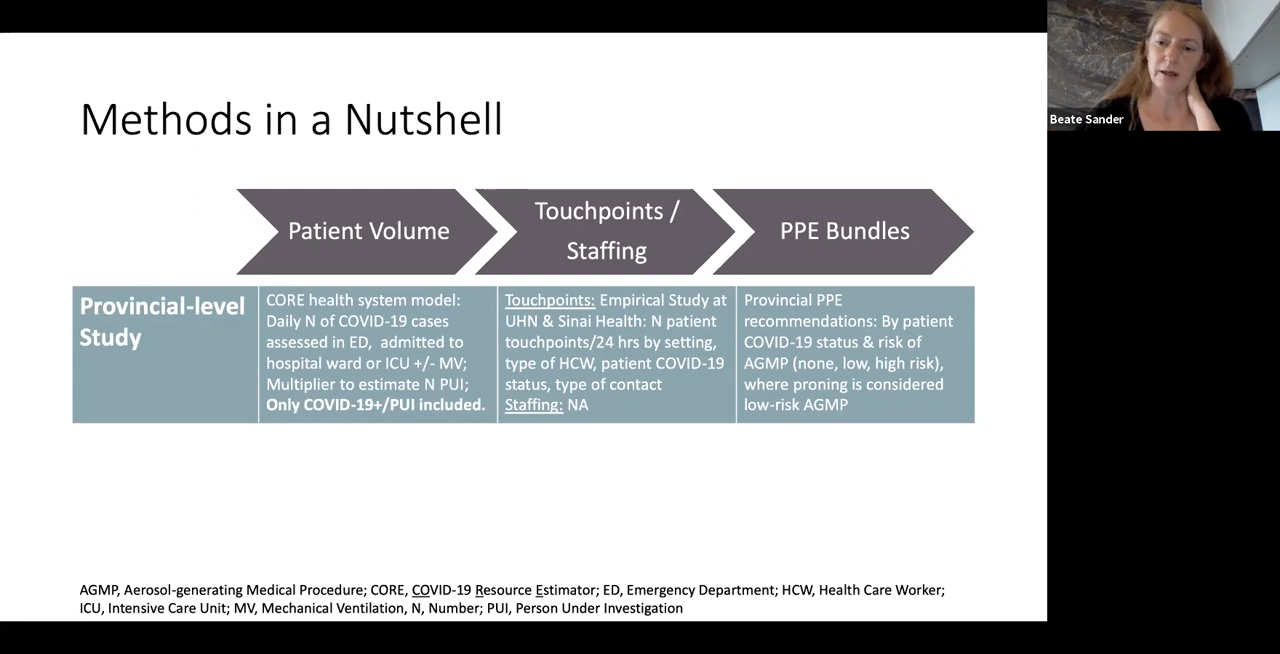 Methods in a Nutshell
Beate Sander
Patient Volume
Touchpoints /
Staffing
PPE Bundles
Provincial-level
Study
CORE health system model:
Daily N of COVID-19 cases
assessed in ED, admitted to
hospital ward or ICU +/- MV;
Multiplier to estimate N PUI;
Only COVID-19+/PUI included.
Touchpoints: Empirical Study at
UHN & Sinai Health: N patient
touchpoints/24 hrs by setting,
type of HCW, patient COVID-19
status, type of contact
Staffing: NA
Provincial PPE
recommendations: By patient
COVID-19 status & risk of
AGMP (none, low, high risk),
where proning is considered
low-risk AGMP
AGMP, Aerosol-generating Medical Procedure; CORE, COVID-19 Resource Estimator; ED, Emergency Department; HCW, Health Care Worker;
ICU, Intensive Care Unit; MV, Mechanical Ventilation, N, Number; PUI, Person Under Investigation